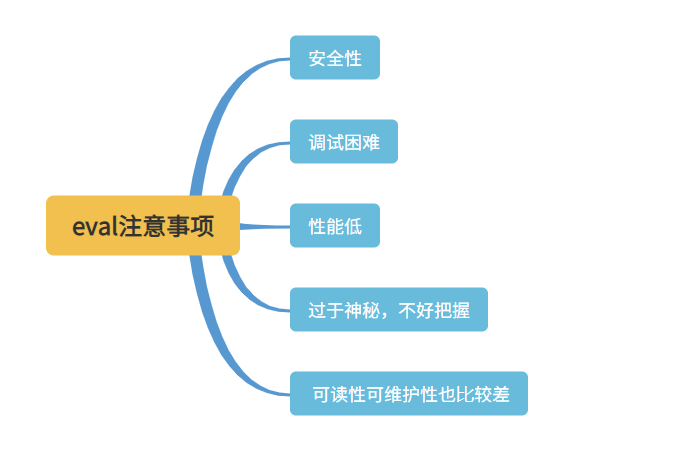 安全性
调试困难
eval注意事项
性能低
过于神秘，不好把握
可读性可维护性也比较差